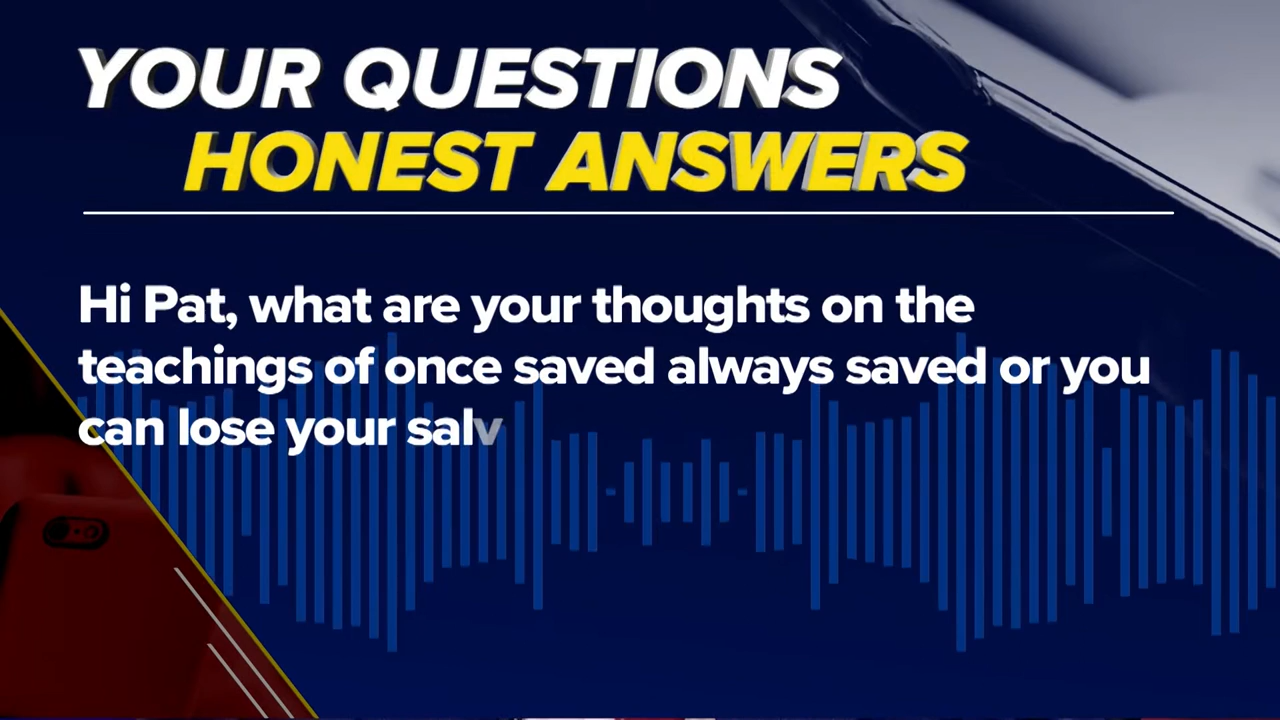 YOUR QUESTIONS
HONEST ANSWERS
Hi Pat, what are your thoughts on the
teachings of once saved always saved or you
can lose your salv